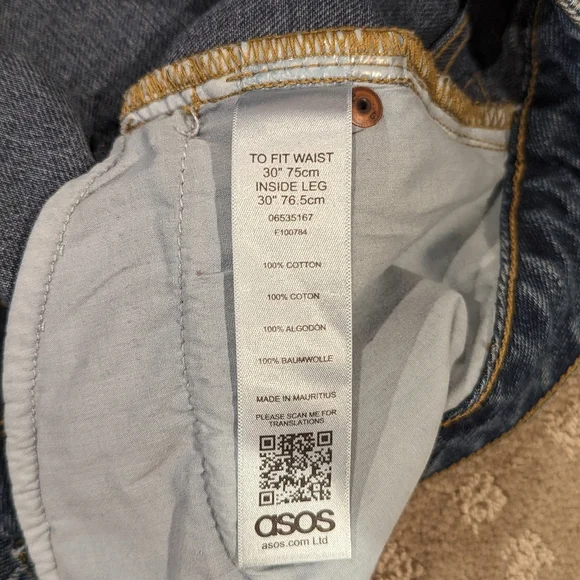 TO FIT WAIST
30" 75cm
INSIDE LEG
30" 76.5cm
06535167
F100784
100% COTTON
100% COTON
100% ALGODÓN
100% BAUMWOLLE
MADE IN MAURITIUS
PLEASE SCAN ME FOR
TRANSLATIONS
asos
asos.com Ltd